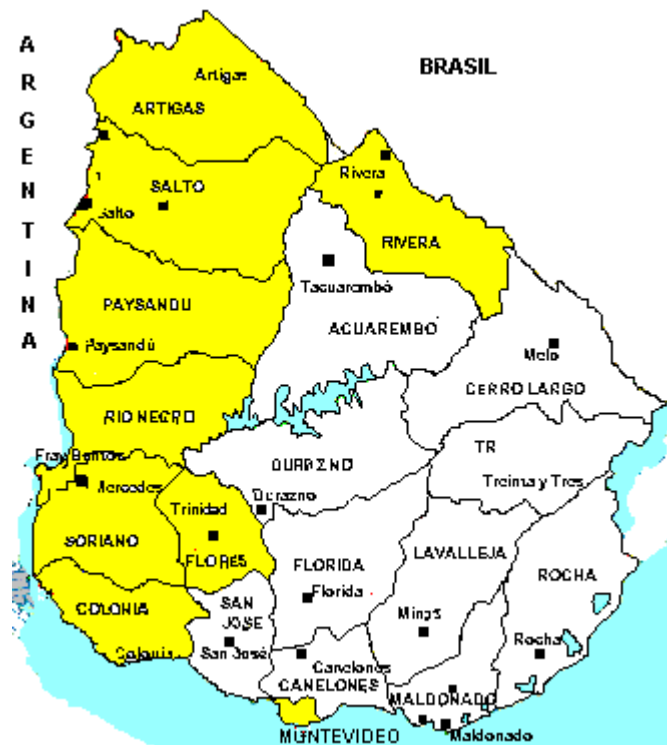 ARGENTINA
BRASIL
Artigas
ARTIGAS
SALTO
Salto
Rivera
RIVERA
Tacuarembó
ACUAREMBO
PAYSANDU
Paysandú
Melo
CERRO LARGO
RIO NEGRO
Fray Bentos
Mercedes
DURAZNO
Durazno
TR
Treinta y Tres
Trinidad
FLORES
SORIANO
FLORIDA
Florida
LAVALLEJA
ROCHA
COLONIA
Colonia
SAN
JOSE
San José
Minas
Rocha
Canelones
CANELONES
MALDONADO
Maldonado
MONTEVIDEO